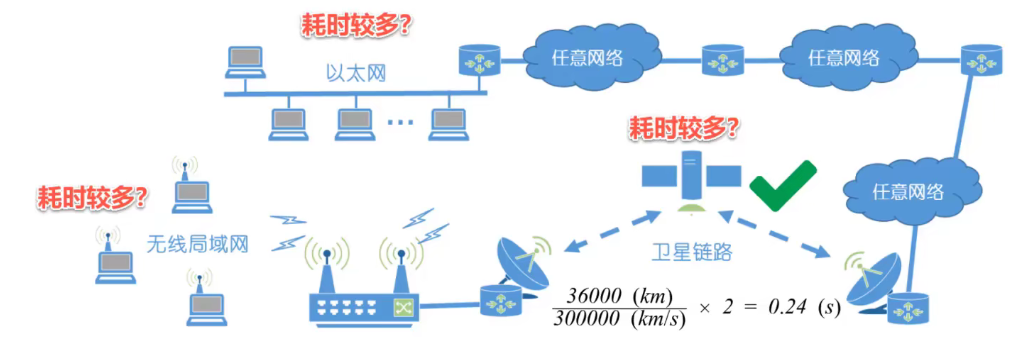 耗时较多?
以太网
任意网络
任意网络
耗时较多?
耗时较多?
无线局域网
任意网络
卫星链路
36000 (km)
300000 (km/s)
× 2 = 0.24 (s)